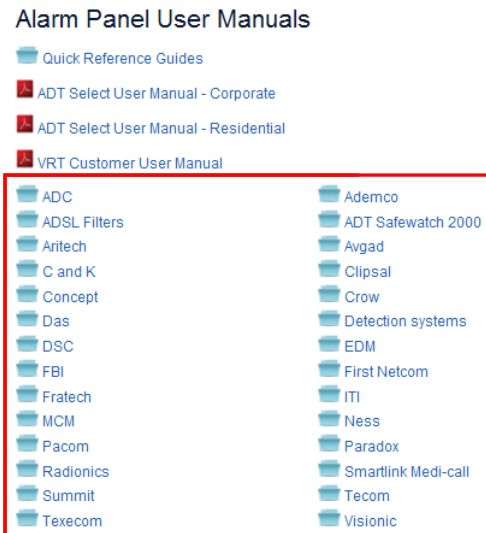 Alarm Panel User Manuals
Quick Reference Guides
ADT Select User Manual - Corporate
ADT Select User Manual - Residential
VRT Customer User Manual
ADC Ademco
ADSL Filters ADT Safewatch 2000
Aritech Avgad
C and K Clipsal
Concept Crow
Das Detection systems
DSC EDM
FBI First Netcom
Fratech ITI
MCM Ness
Pacom Paradox
Radionics Smartlink Medi-call
Summit Tecom
Texecom Visionic